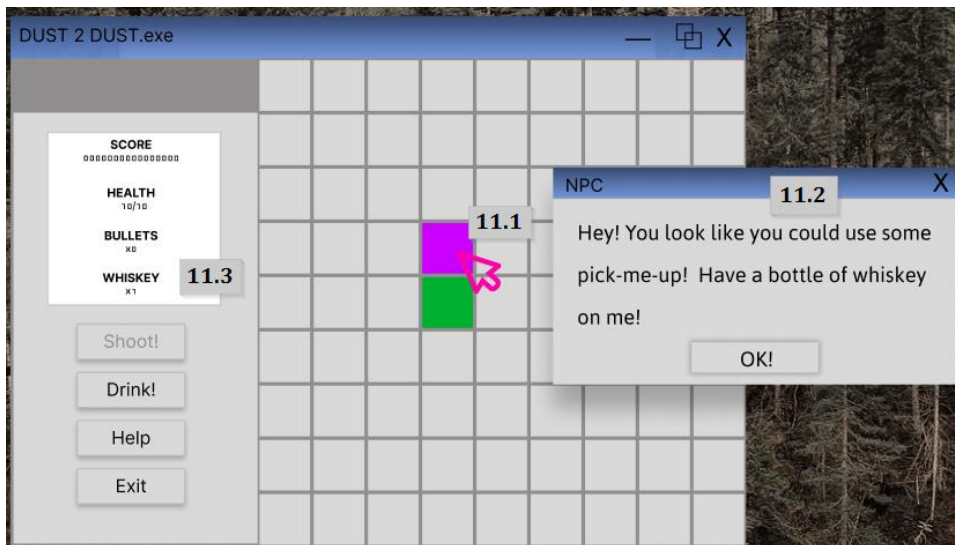 DUST 2 DUST.exe
X
SCORE
0000000000000000
HEALTH
10/10
BULLETS
X0
WHISKEY
X1
11.3
Shoot!
Drink!
Help
Exit
11.1
NPC
11.2
X
Hey! You look like you could use some
pick-me-up! Have a bottle of whiskey
on me!
OK!